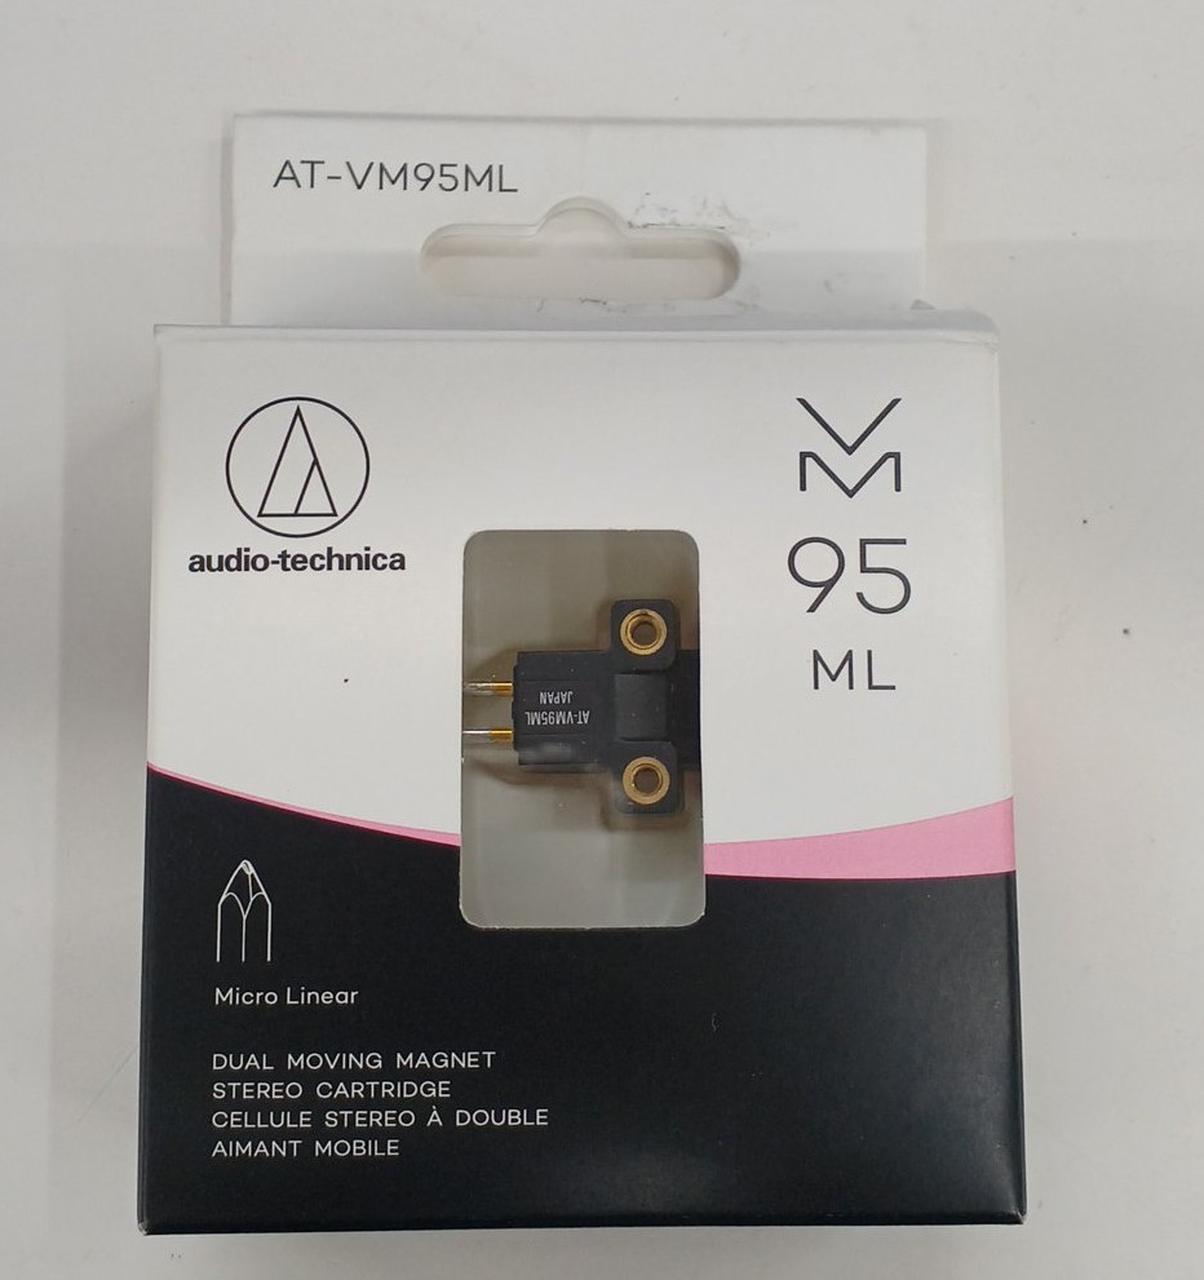 AT-VM95ML
audio-technica
VM
95
ML
AT-VM95ML
JAPAN
Micro Linear
DUAL MOVING MAGNET
STEREO CARTRIDGE
CELLULE STEREO À DOUBLE
AIMANT MOBILE